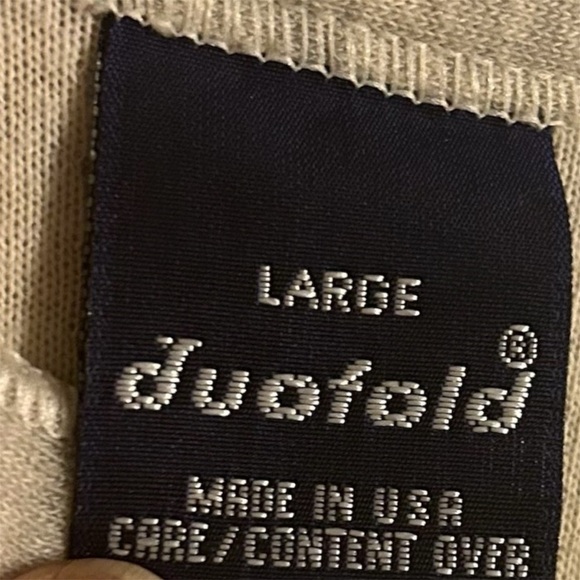 LARGE
duofold®
MADE IN USA
CARE/CONTENT OVER